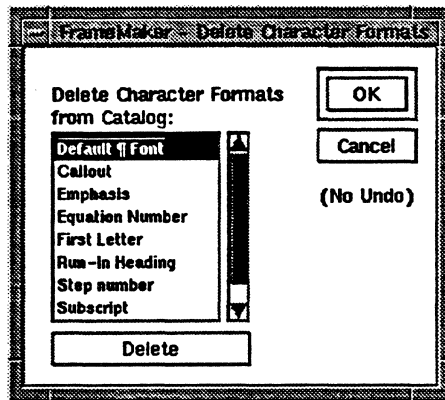 FrameMaker - Delete Character Formats
Delete Character Formats
from Catalog:
Default ¶ Font
Callout
Emphasis
Equation Number
First Letter
Run-In Heading
Step number
Subscript
Delete
OK
Cancel
(No Undo)